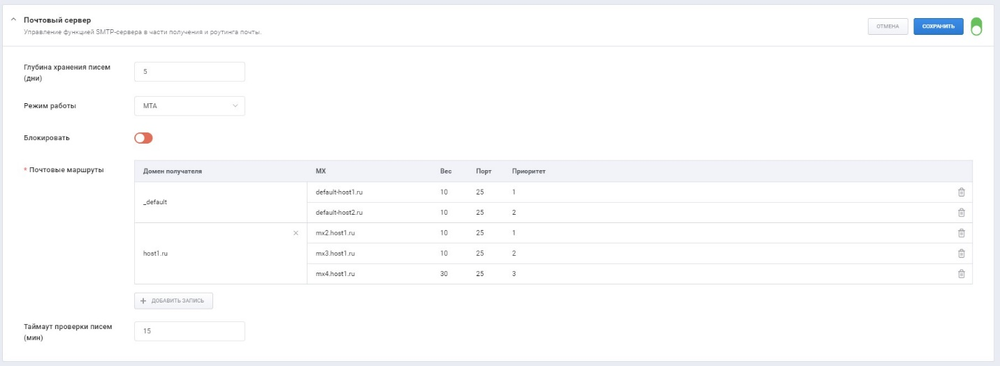 Почтовый сервер
Управление функцией SMTP-сервера в части получения и роутинга почты.
ОТМЕНА
СОХРАНИТЬ
Глубина хранения писем
(дни)
5
Режим работы
MTA
Блокировать
* Почтовые маршруты
Домен получателя MX Вес Порт Приоритет
_default
default-host1.ru 10 25 1
default-host2.ru 10 25 2
host1.ru
mx2.host1.ru 10 25 1
mx3.host1.ru 10 25 2
mx4.host1.ru 30 25 3
+ ДОБАВИТЬ ЗАПИСЬ
Таймаут проверки писем
(мин)
15